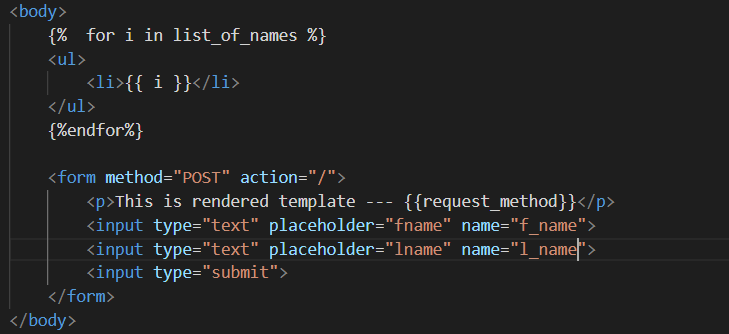 <body>
{%  for i in list_of_names %}
<ul>
<li>{{ i }}</li>
</ul>
{%endfor%}
<form method="POST" action="/">
<p>This is rendered template --- {{request_method}}</p>
<input type="text" placeholder="fname" name="f_name">
<input type="text" placeholder="lname" name="l_name">
<input type="submit">
</form>
</body>